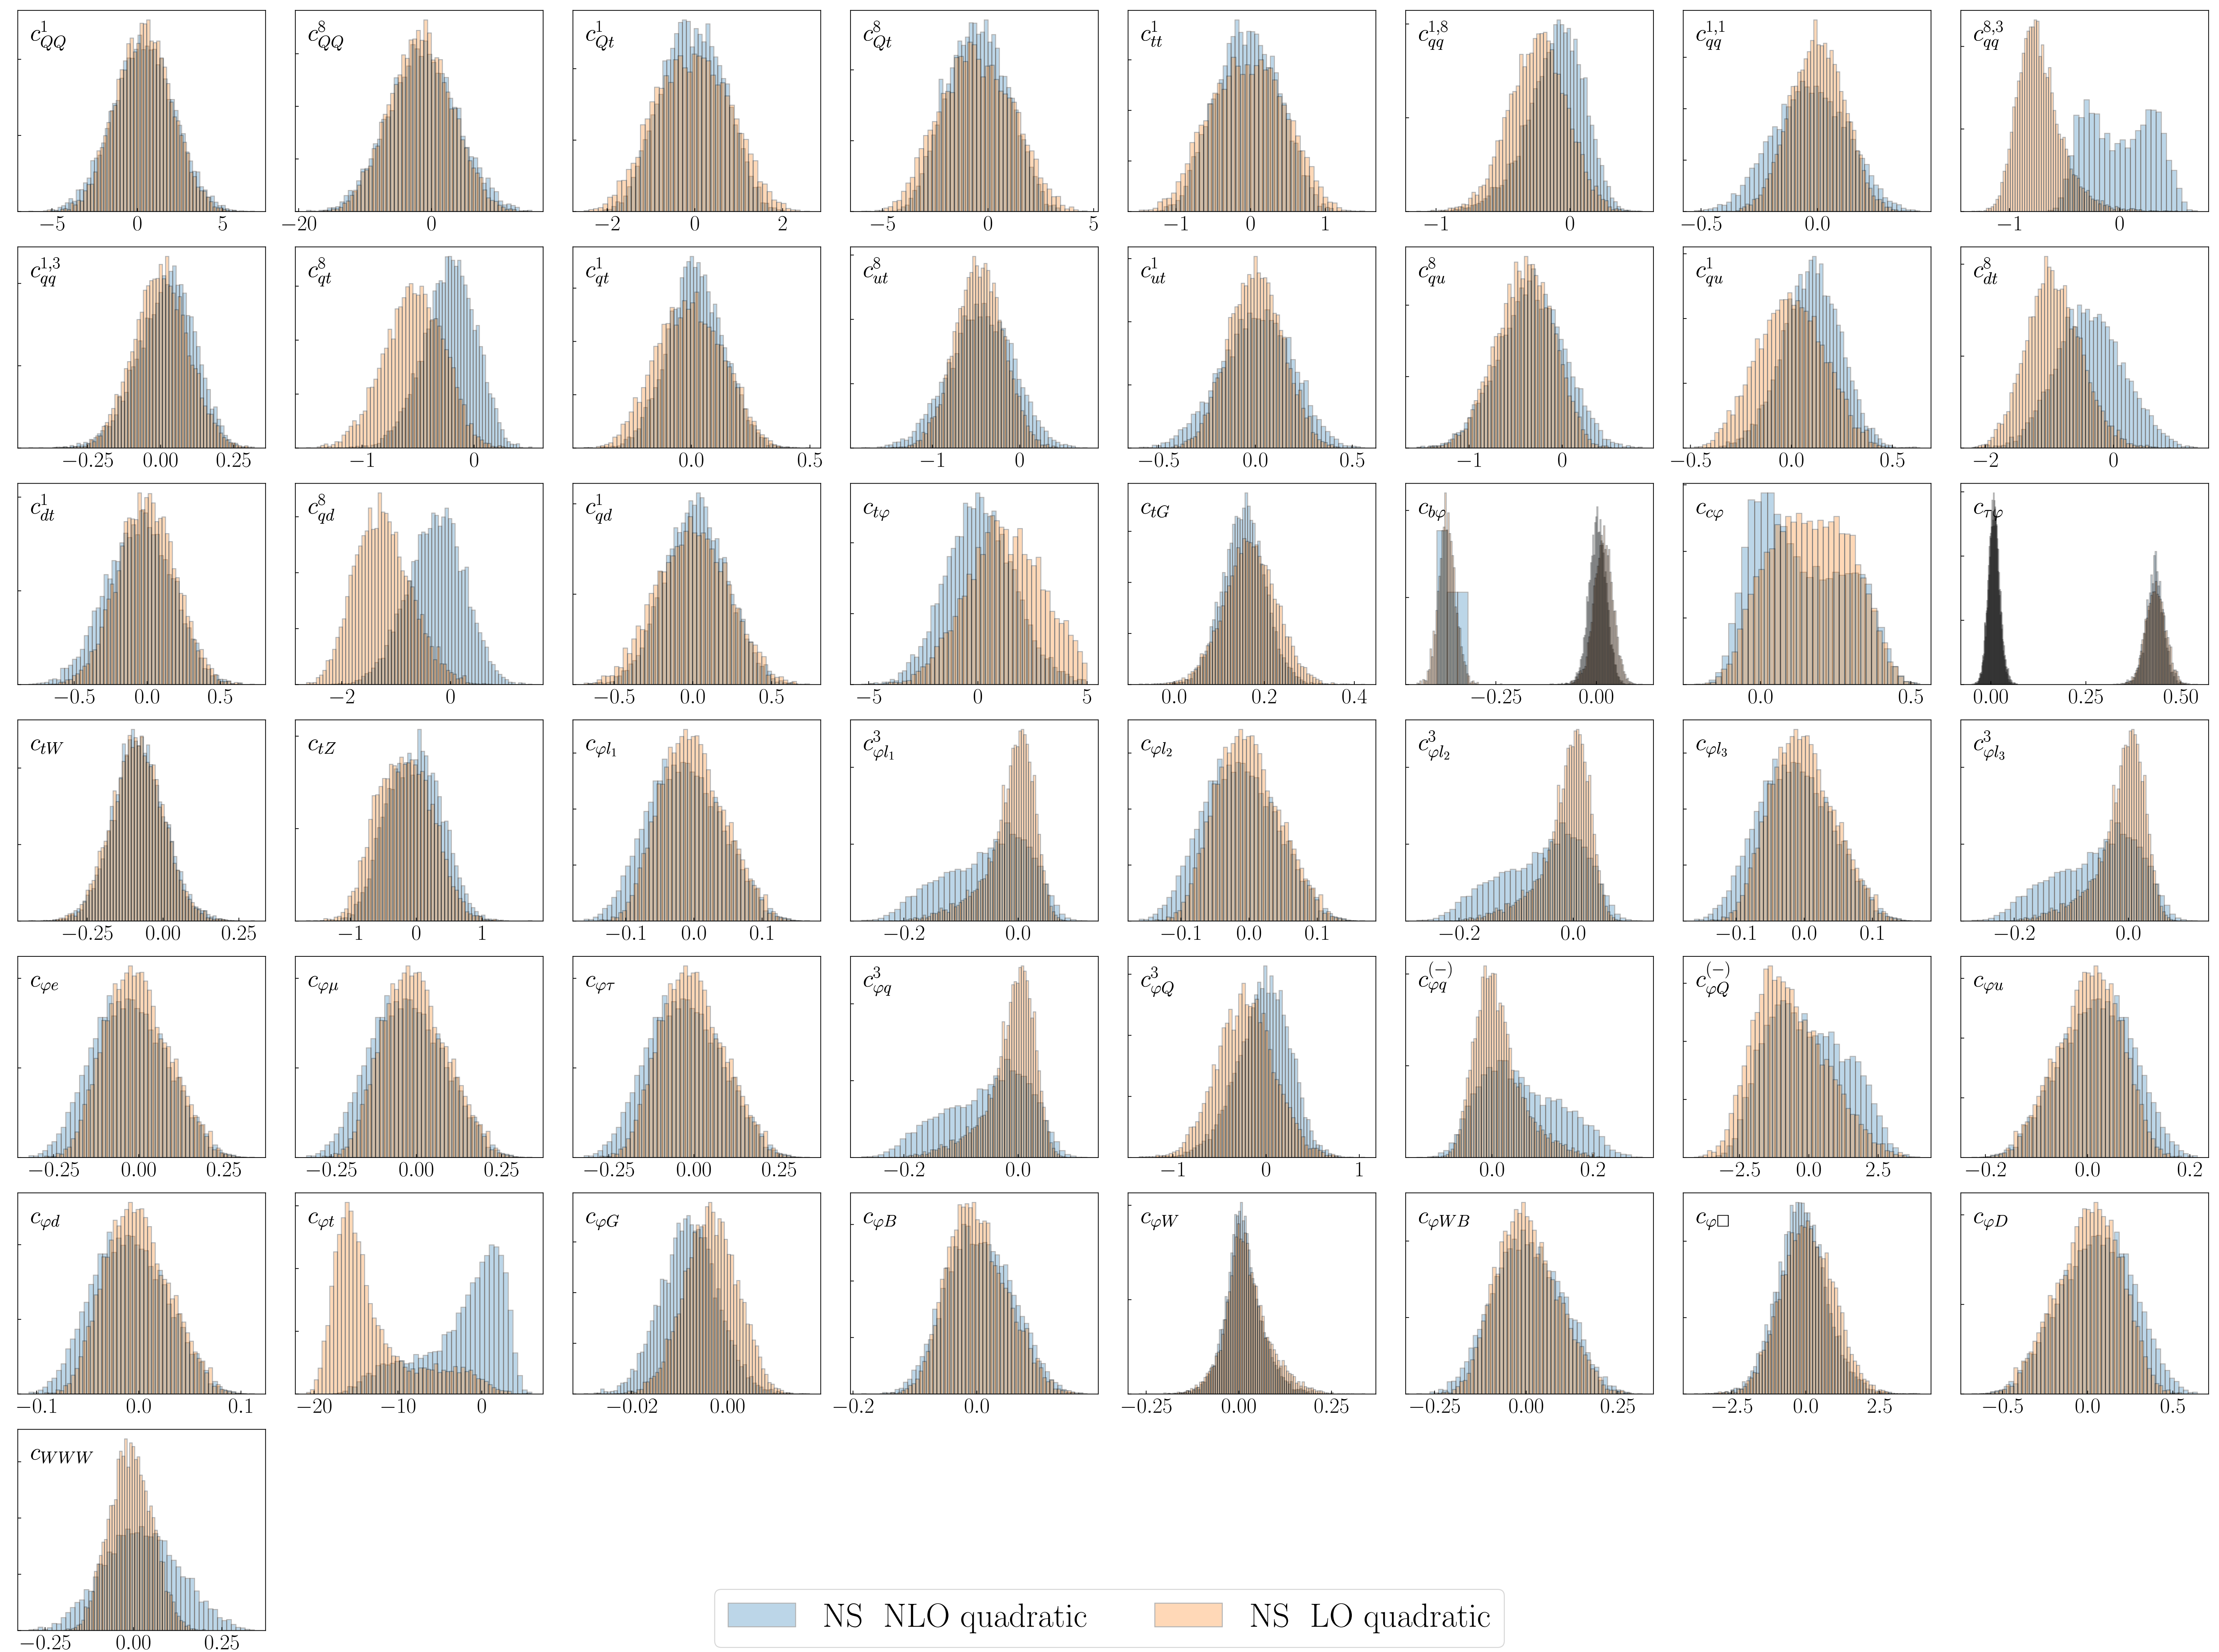 c^1_{QQ} c^8_{QQ} c^1_{Qt} c^8_{Qt} c^1_{tt} c^{1,8}_{qq} c^{1,1}_{qq} c^{8,3}_{qq}
−5 0 5 −20 0 −2 0 2 −5 0 5 −1 0 1 −1 0 −0.5 0.0 −1 0
c^{1,3}_{qq} c^8_{qt} c^1_{qt} c^8_{ut} c^1_{ut} c^8_{qu} c^1_{qu} c^8_{dt}
−0.25 0.00 0.25 −1 0 0.0 0.5 −1 0 −0.5 0.0 0.5 −1 0 −0.5 0.0 0.5 −2 0
c^1_{dt} c^8_{qd} c^1_{qd} c_{tφ} c_{tG} c_{bφ} c_{cφ} c_{τφ}
−0.5 0.0 0.5 −2 0 −0.5 0.0 0.5 −5 0 5 0.0 0.2 0.4 −0.25 0.00 0.0 0.5 0.00 0.25 0.50
c_{tW} c_{tZ} c_{φl_1} c^3_{φl_1} c_{φl_2} c^3_{φl_2} c_{φl_3} c^3_{φl_3}
−0.25 0.00 0.25 −1 0 1 −0.1 0.0 0.1 −0.2 0.0 −0.1 0.0 0.1 −0.2 0.0 −0.1 0.0 0.1 −0.2 0.0
c_{φe} c_{φμ} c_{φτ} c^3_{φq} c^3_{φQ} c^{(−)}_{φq} c^{(−)}_{φQ} c_{φu}
−0.25 0.00 0.25 −0.25 0.00 0.25 −0.25 0.00 0.25 −0.2 0.0 −1 0 1 0.0 0.2 −2.5 0.0 2.5 −0.2 0.0 0.2
c_{φd} c_{φt} c_{φG} c_{φB} c_{φW} c_{φWB} c_{φ□} c_{φD}
−0.1 0.0 0.1 −20 −10 0 −0.02 0.00 −0.2 0.0 −0.25 0.00 0.25 −0.25 0.00 0.25 −2.5 0.0 2.5 −0.5 0.0 0.5
c_{WWW}
−0.25 0.00 0.25
NS NLO quadratic NS LO quadratic